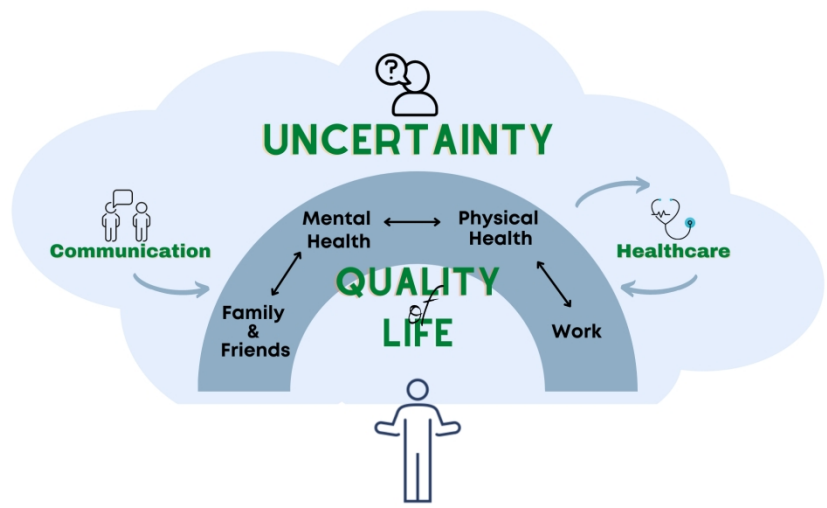 ?
UNCERTAINTY
Mental
Health
Physical
Health
Communication
Healthcare
QUALITY
of
LIFE
Family
&
Friends
Work